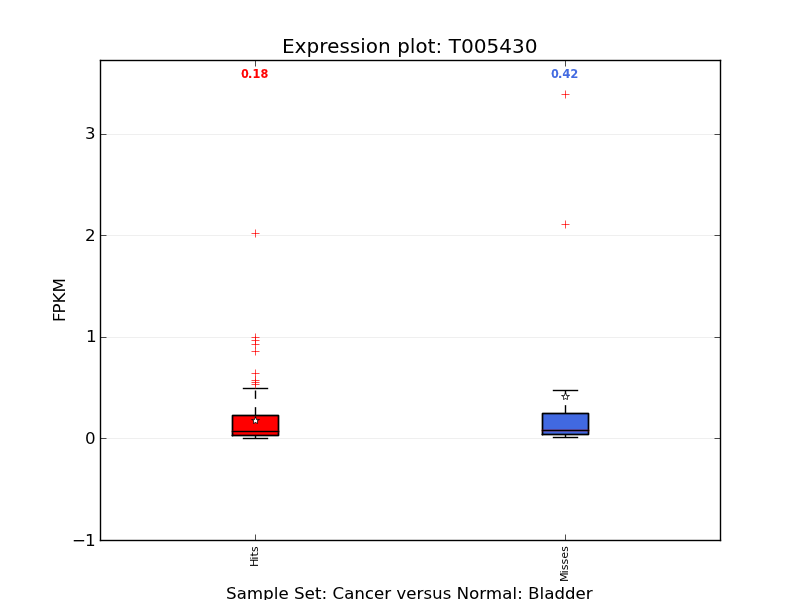 Expression plot: T005430
0.18
0.42
3
2
1
0
−1
FPKM
Hits
Misses
Sample Set: Cancer versus Normal: Bladder